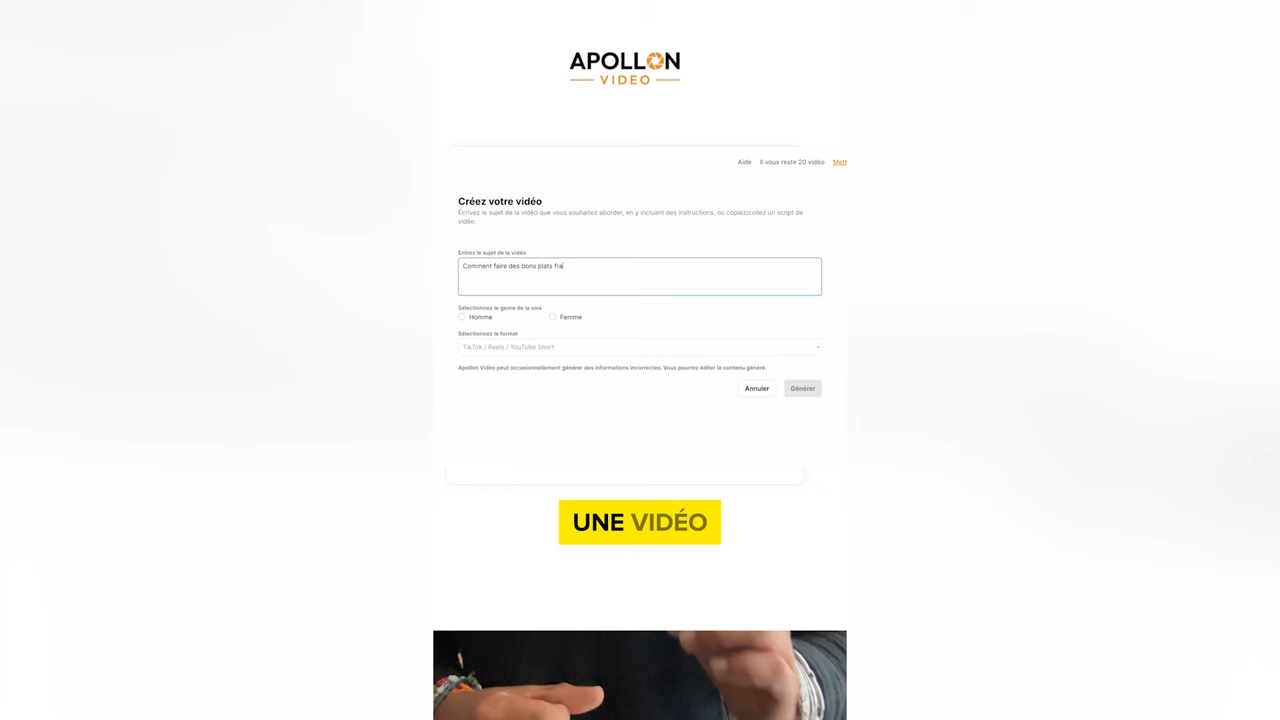 APOLLON
VIDEO
Aide Il vous reste 20 vidéo Mett
Créez votre vidéo
Écrivez le sujet de la vidéo que vous souhaitez aborder, en y incluant des instructions, ou copiez/collez un script de
vidéo.
Entrez le sujet de la vidéo
Comment faire des bons plats fra
Sélectionnez le genre de la voix
Homme Femme
Sélectionnez le format
TikTok / Reels / YouTube Short
Apollon Video peut occasionnellement générer des informations incorrectes. Vous pourrez éditer le contenu généré.
Annuler Générer
UNE VIDÉO